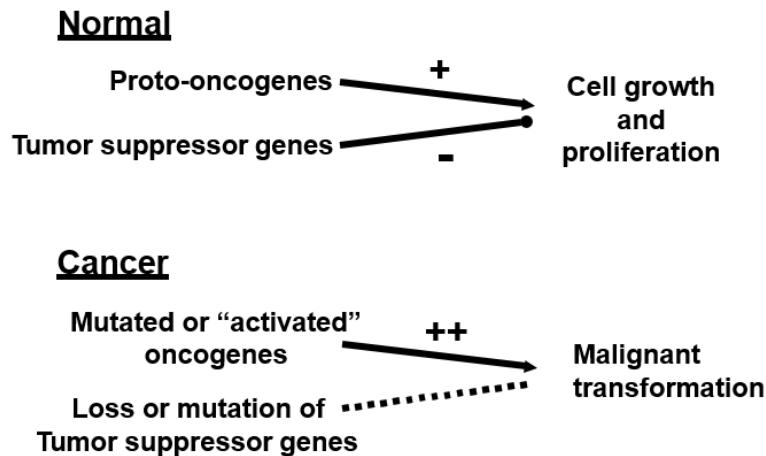 Normal
Proto-oncogenes
+
Cell growth
and
proliferation
Tumor suppressor genes
-
Cancer
Mutated or “activated”
oncogenes
++
Malignant
transformation
Loss or mutation of
Tumor suppressor genes